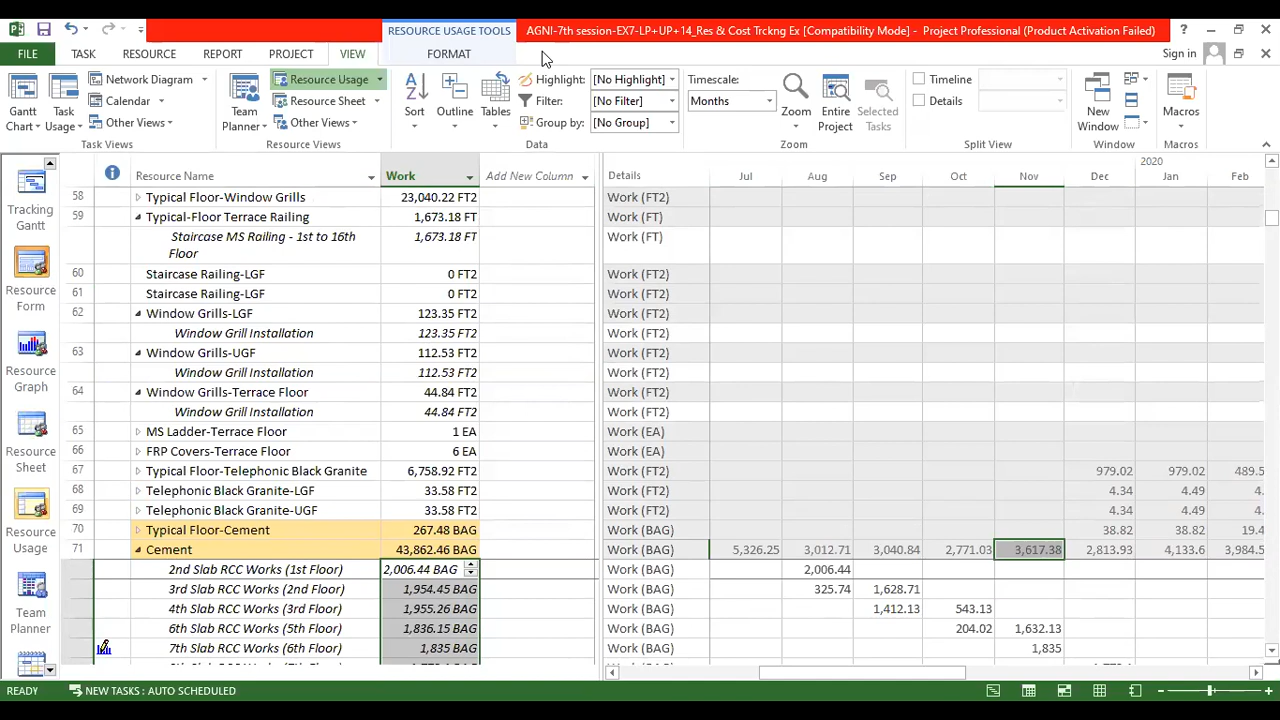 RESOURCE USAGE TOOLS
AGNI-7th session-EX7-LP+UP+14_Res & Cost Trckng Ex [Compatibility Mode] - Project Professional (Product Activation Failed)
FILE TASK RESOURCE REPORT PROJECT VIEW FORMAT Sign in
Gantt Chart
Task Usage
Network Diagram
Calendar
Other Views
Task Views
Team Planner
Resource Usage
Resource Sheet
Other Views
Resource Views
Sort
Outline
Tables
Highlight: [No Highlight]
Filter: [No Filter]
Group by: [No Group]
Data
Timescale:
Months
Zoom
Entire Project
Selected Tasks
Zoom
Timeline
Details
Split View
New Window
Window
Macros
Macros
Tracking Gantt
Resource Form
Resource Graph
Resource Sheet
Resource Usage
Team Planner
2020
Resource Name Work Add New Column Details Jul Aug Sep Oct Nov Dec Jan Feb
58 Typical Floor-Window Grills 23,040.22 FT2 Work (FT2)
59 Typical-Floor Terrace Railing 1,673.18 FT Work (FT)
Staircase MS Railing - 1st to 16th Floor 1,673.18 FT Work (FT)
60 Staircase Railing-LGF 0 FT2 Work (FT2)
61 Staircase Railing-LGF 0 FT2 Work (FT2)
62 Window Grills-LGF 123.35 FT2 Work (FT2)
Window Grill Installation 123.35 FT2 Work (FT2)
63 Window Grills-UGF 112.53 FT2 Work (FT2)
Window Grill Installation 112.53 FT2 Work (FT2)
64 Window Grills-Terrace Floor 44.84 FT2 Work (FT2)
Window Grill Installation 44.84 FT2 Work (FT2)
65 MS Ladder-Terrace Floor 1 EA Work (EA)
66 FRP Covers-Terrace Floor 6 EA Work (EA)
67 Typical Floor-Telephonic Black Granite 6,758.92 FT2 Work (FT2) 979.02 979.02 489.5
68 Telephonic Black Granite-LGF 33.58 FT2 Work (FT2) 4.34 4.49 4.
69 Telephonic Black Granite-UGF 33.58 FT2 Work (FT2) 4.34 4.49 4.
70 Typical Floor-Cement 267.48 BAG Work (BAG) 38.82 38.82 19.4
71 Cement 43,862.46 BAG Work (BAG) 5,326.25 3,012.71 3,040.84 2,771.03 3,617.38 2,813.93 4,133.6 3,984.5
2nd Slab RCC Works (1st Floor) 2,006.44 BAG Work (BAG) 2,006.44
3rd Slab RCC Works (2nd Floor) 1,954.45 BAG Work (BAG) 325.74 1,628.71
4th Slab RCC Works (3rd Floor) 1,955.26 BAG Work (BAG) 1,412.13 543.13
6th Slab RCC Works (5th Floor) 1,836.15 BAG Work (BAG) 204.02 1,632.13
7th Slab RCC Works (6th Floor) 1,835 BAG Work (BAG) 1,835
READY NEW TASKS : AUTO SCHEDULED